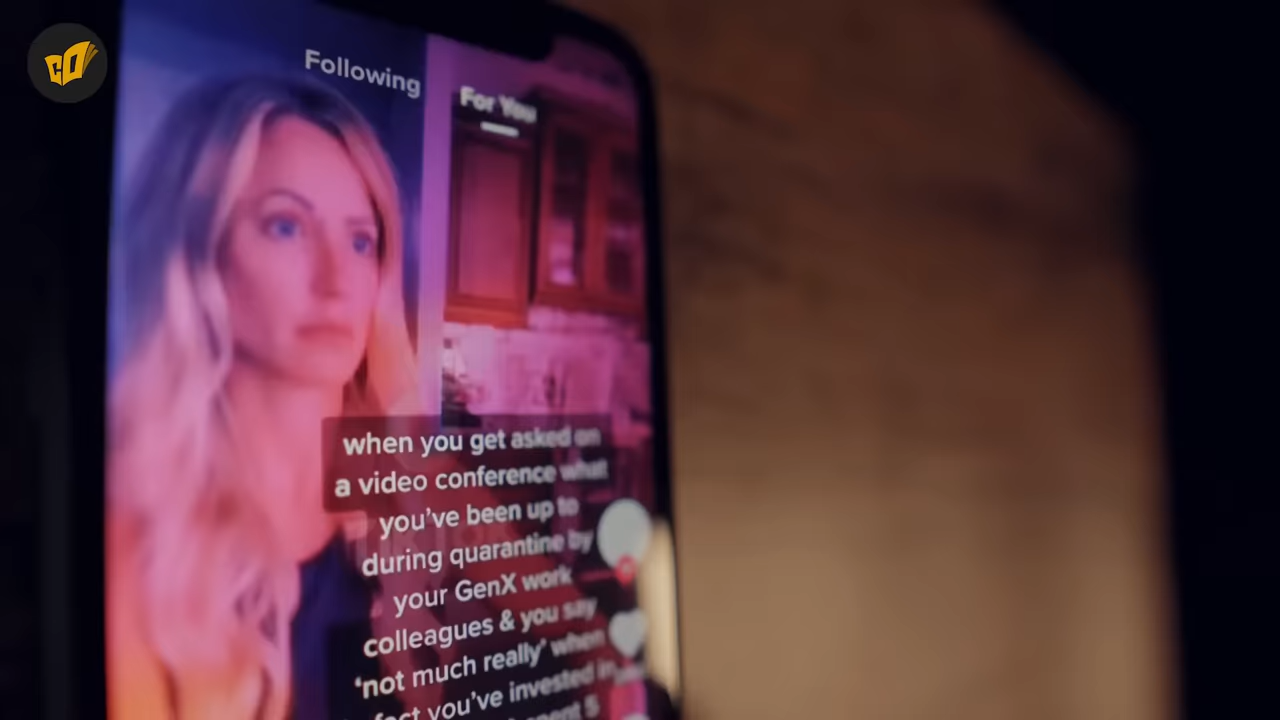 Following
For You
when you get asked on
a video conference what
you've been up to
during quarantine by
your GenX work
colleagues & you say
'not much really' when
fact you've invested in
5